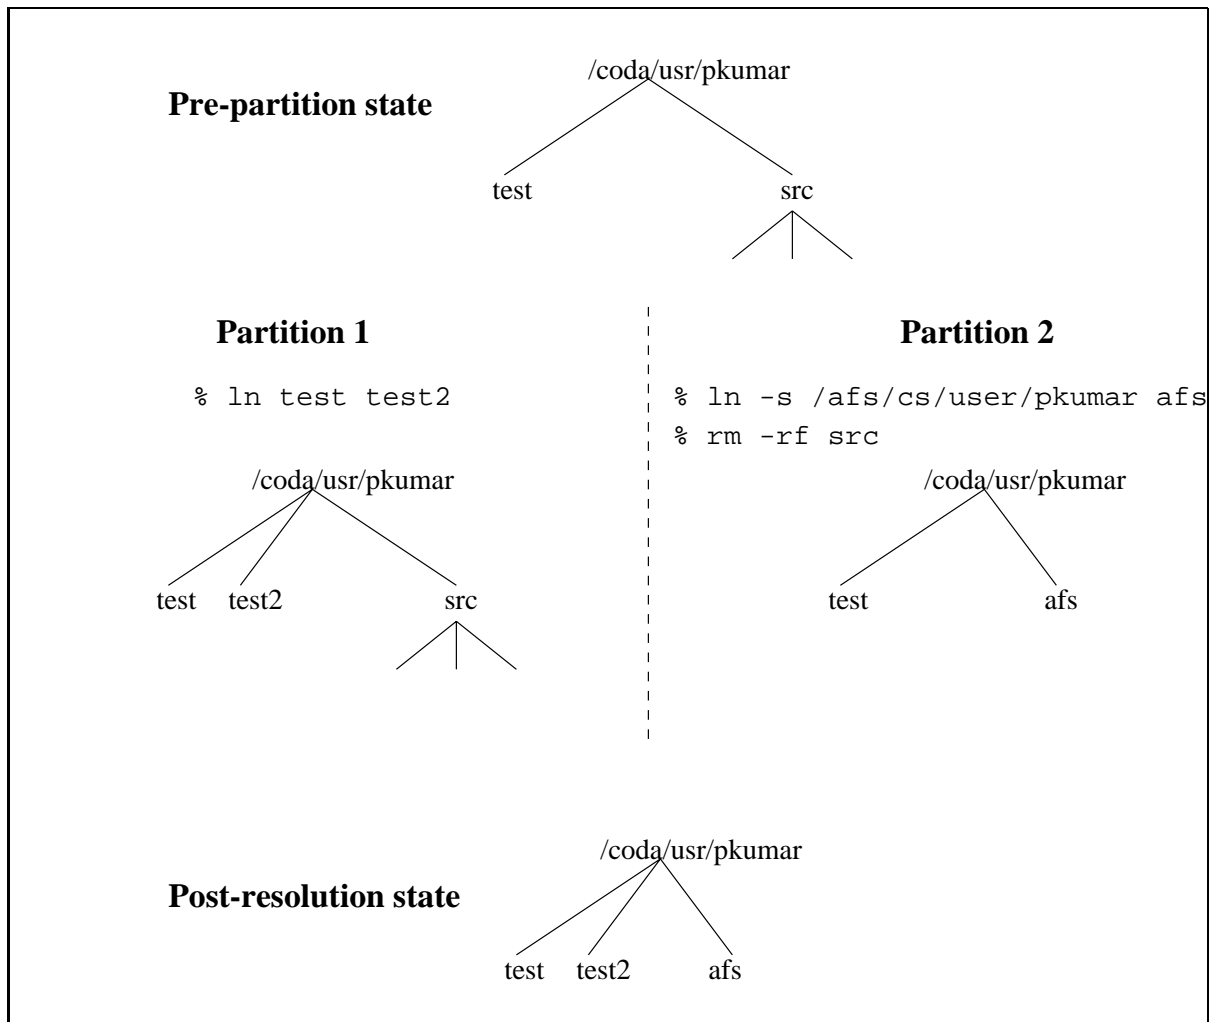 /coda/usr/pkumar
Pre-partition state
test
src
Partition 1
% ln test test2
/coda/usr/pkumar
test
test2
src
Partition 2
% ln -s /afs/cs/user/pkumar afs
% rm -rf src
/coda/usr/pkumar
test
afs
/coda/usr/pkumar
Post-resolution state
test
test2
afs